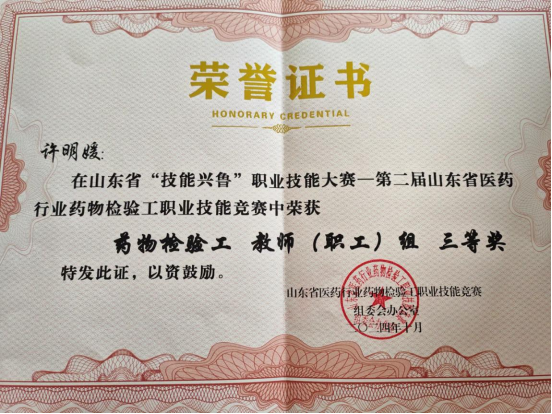 荣誉证书
HONORARY CREDENTIAL
许明媛：
在山东省“技能兴鲁”职业技能大赛—第二届山东省医药
行业药物检验工职业技能竞赛中荣获
药物检验工 教师（职工）组 三等奖
特发此证，以资鼓励。
山东省医药行业药物检验工职业技能竞赛
组委会办公室
二〇二四年十月